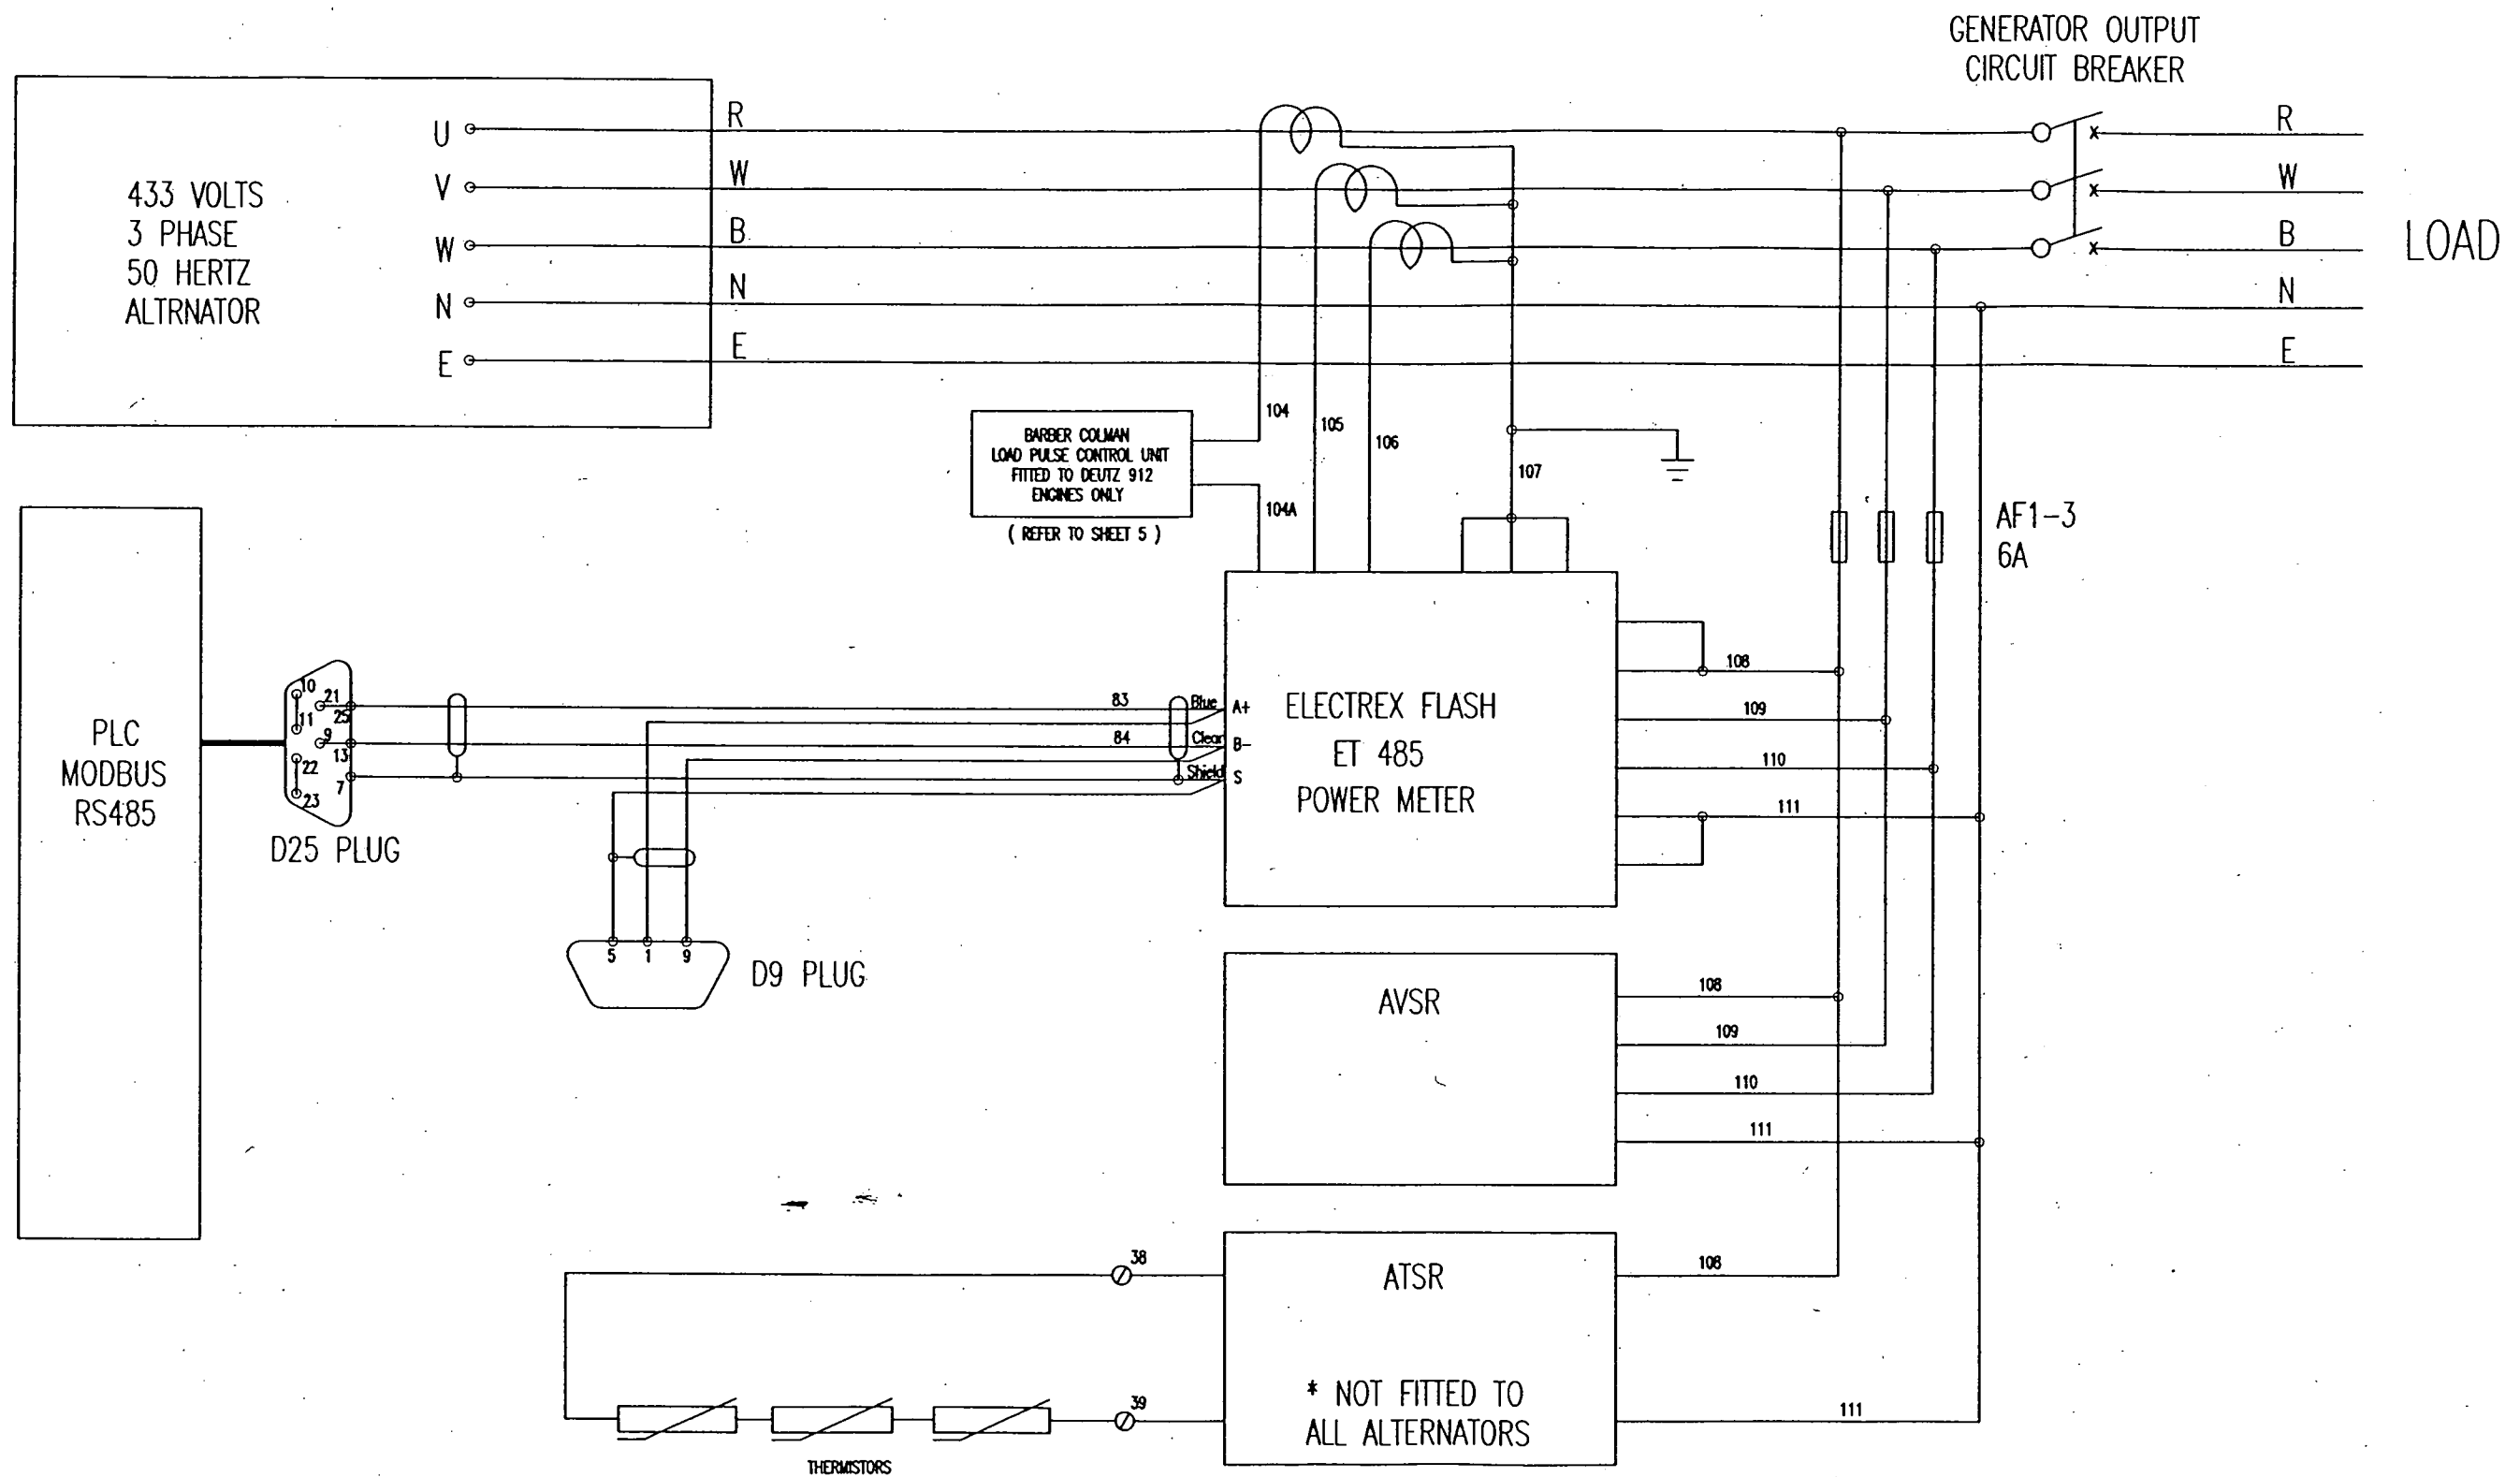 GENERATOR OUTPUT
CIRCUIT BREAKER
433 VOLTS
3 PHASE
50 HERTZ
ALTRNATOR
U
V
W
N
E
R
W
B
N
E
R
W
B
N
E
LOAD
BARBER COLMAN
LOAD PULSE CONTROL UNIT
FITTED TO DEUTZ 912
ENGINES ONLY
( REFER TO SHEET 5 )
104
104A
105
106
107
AF1-3
6A
PLC
MODBUS
RS485
10
11
21
25
9
13
22
23
7
D25 PLUG
83
84
Blue
Clear
Shield
A+
B-
S
ELECTREX FLASH
ET 485
POWER METER
108
109
110
111
5
1
9
D9 PLUG
AVSR
108
109
110
111
38
39
THERMISTORS
ATSR
* NOT FITTED TO
ALL ALTERNATORS
108
111